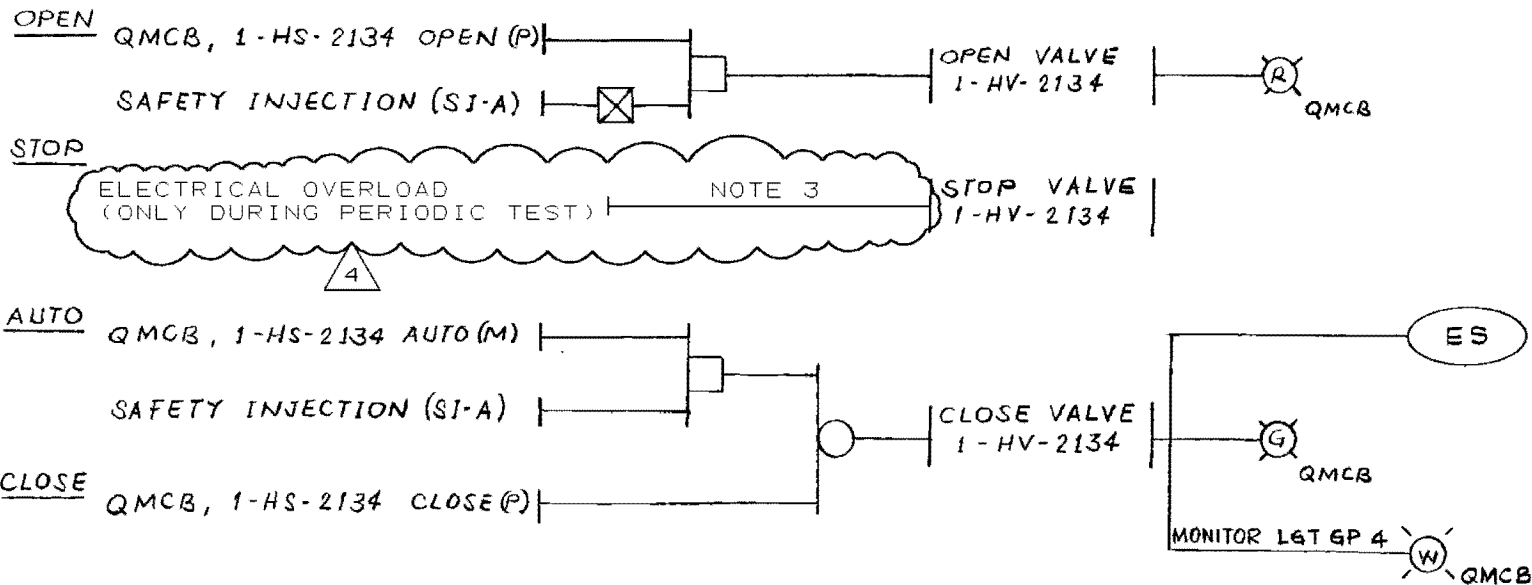 OPEN QMCB, 1-HS-2134 OPEN (P)
SAFETY INJECTION (SI-A)
OPEN VALVE
1-HV-2134
R
QMCB
STOP
ELECTRICAL OVERLOAD
(ONLY DURING PERIODIC TEST)
NOTE 3
STOP VALVE
1-HV-2134
4
AUTO QMCB, 1-HS-2134 AUTO (M)
SAFETY INJECTION (SI-A)
CLOSE QMCB, 1-HS-2134 CLOSE (P)
CLOSE VALVE
1-HV-2134
ES
G
QMCB
MONITOR LGT GP 4
W
QMCB